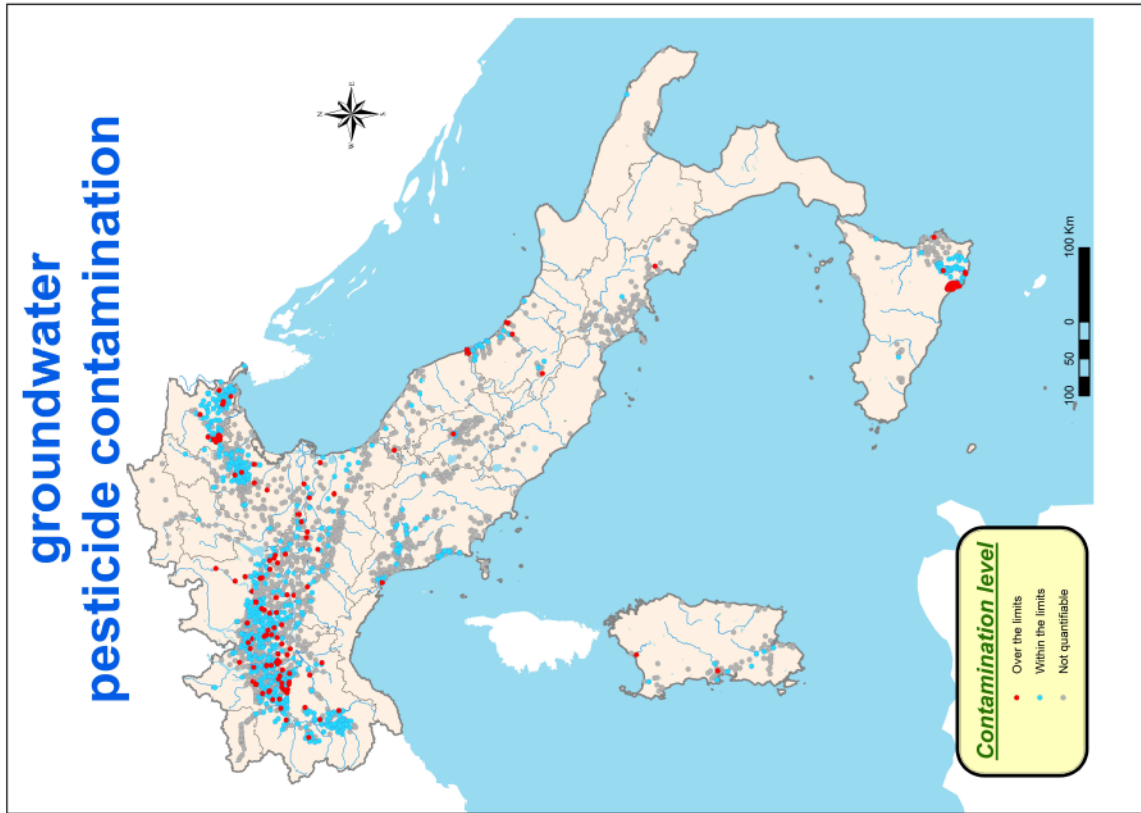 groundwater
pesticide contamination
N
E
S
W
100 50 0 100 Km
Contamination level
Over the limits
Within the limits
Not quantifiable